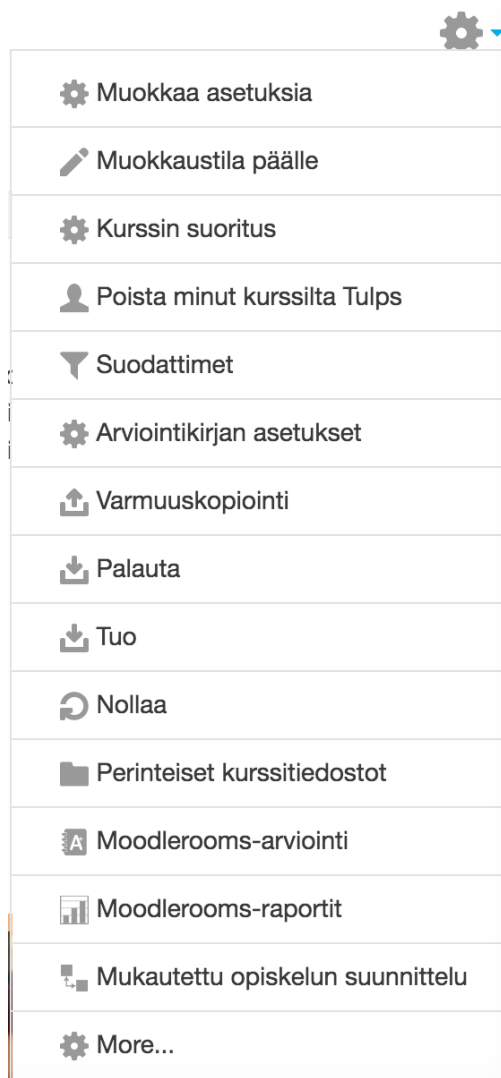 Muokkaa asetuksia
Muokkaustila päälle
Kurssin suoritus
Poista minut kurssilta Tulps
Suodattimet
Arviointikirjan asetukset
Varmuuskopiointi
Palauta
Tuo
Nollaa
Perinteiset kurssitiedostot
Moodlerooms-arviointi
Moodlerooms-raportit
Mukautettu opiskelun suunnittelu
More...